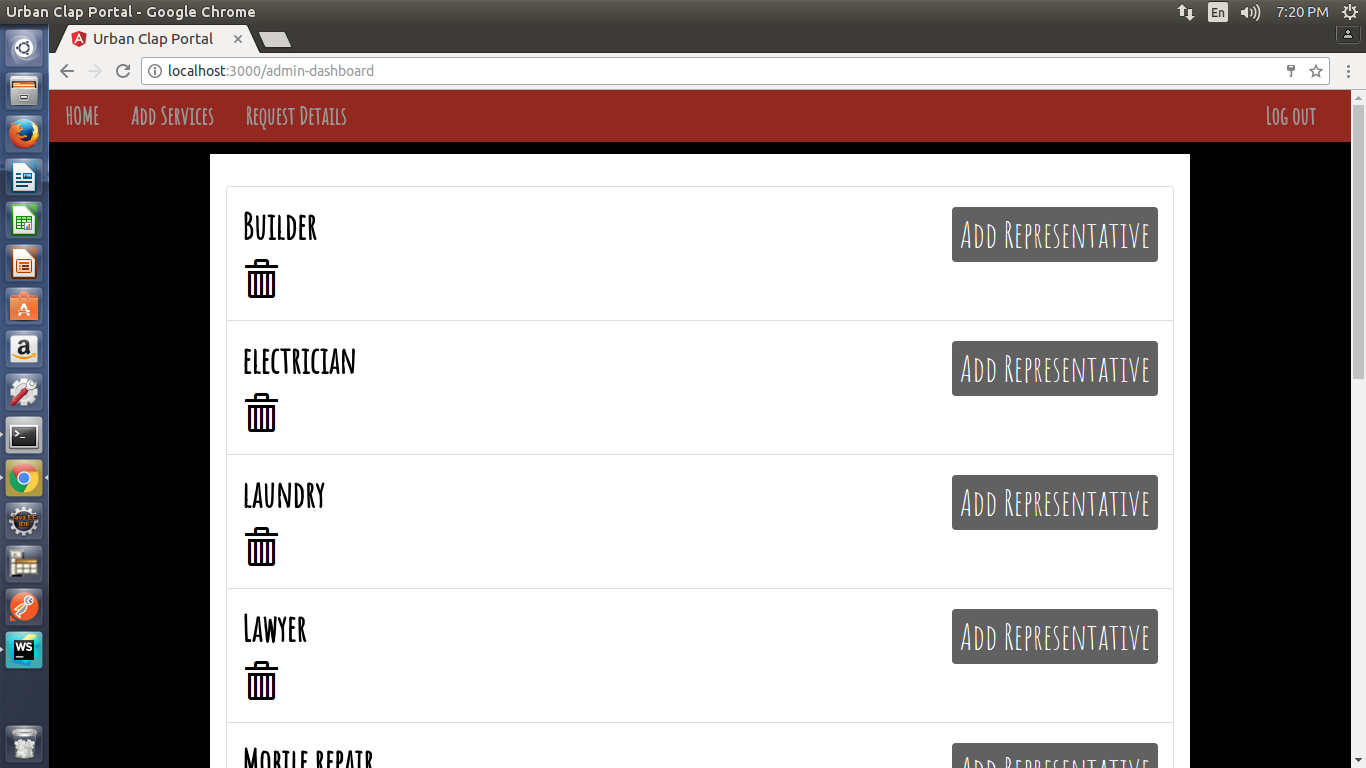 Urban Clap Portal - Google Chrome
En
7:20 PM
Urban Clap Portal
localhost:3000/admin-dashboard
HOME Add Services Request Details Log out
Builder
Add Representative
electrician
Add Representative
laundry
Add Representative
Lawyer
Add Representative
Mobile repair
Add Representative
WS